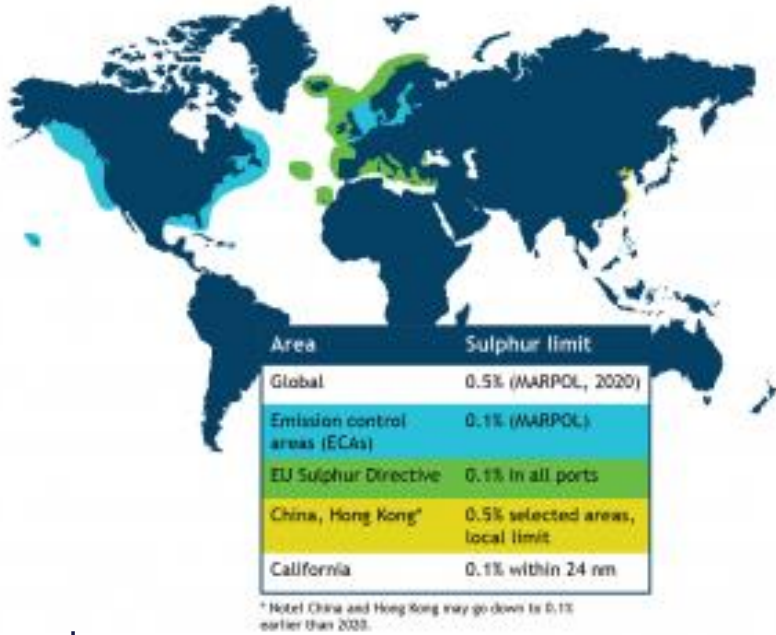 Area Sulphur limit
Global 0.5% (MARPOL, 2020)
Emission control 0.1% (MARPOL)
areas (ECAs)
EU Sulphur Directive 0.1% in all ports
China, Hong Kong* 0.5% selected areas,
local limit
California 0.1% within 24 nm
* Note! China and Hong Kong may go down to 0.1%
earlier than 2020.